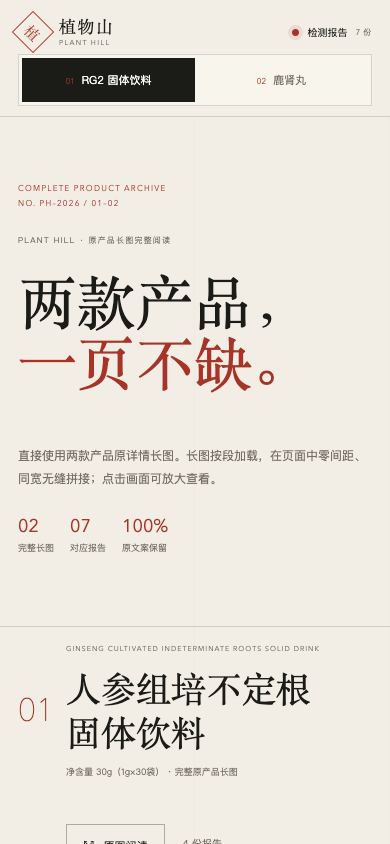 植
植物山
PLANT HILL
检测报告 7 份
01 RG2 固体饮料
02 鹿肾丸
COMPLETE PRODUCT ARCHIVE
NO. PH-2026 / 01-02
PLANT HILL · 原产品长图完整阅读
两款产品，
一页不缺。
直接使用两款产品原详情长图。长图按段加载，在页面中零间距、
同宽无缝拼接；点击画面可放大查看。
02 07 100%
完整长图 对应报告 原文案保留
GINSENG CULTIVATED INDETERMINATE ROOTS SOLID DRINK
01
人参组培不定根
固体饮料
净含量 30g（1g×30袋） · 完整原产品长图